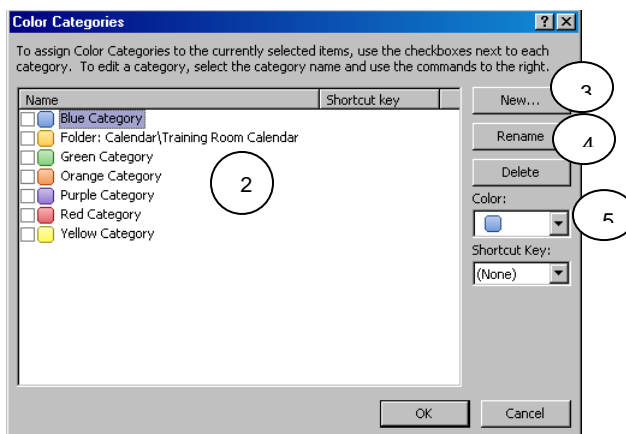 Color Categories
To assign Color Categories to the currently selected items, use the checkboxes next to each
category. To edit a category, select the category name and use the commands to the right.
Name Shortcut key
Blue Category
Folder: Calendar\Training Room Calendar
Green Category
Orange Category
Purple Category
Red Category
Yellow Category
2
New... 3
Rename 4
Delete
Color:
5
Shortcut Key:
(None)
OK Cancel